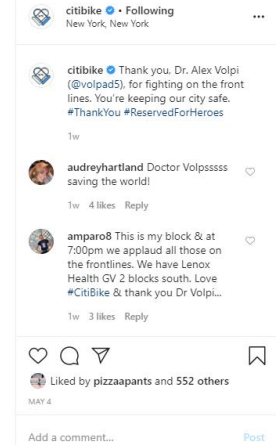 citibike • Following
New York, New York
citibike Thank you, Dr. Alex Volpi
(@volpad5), for fighting on the front
lines. You're keeping our city safe.
#ThankYou #ReservedForHeroes
1w
audreyhartland Doctor Volpsssss
saving the world!
1w 4 likes Reply
amparo8 This is my block & at
7:00pm we applaud all those on
the frontlines. We have Lenox
Health GV 2 blocks south. Love
#CitiBike & thank you Dr Volpi...
1w 3 likes Reply
Liked by pizzaapants and 552 others
MAY 4
Add a comment... Post